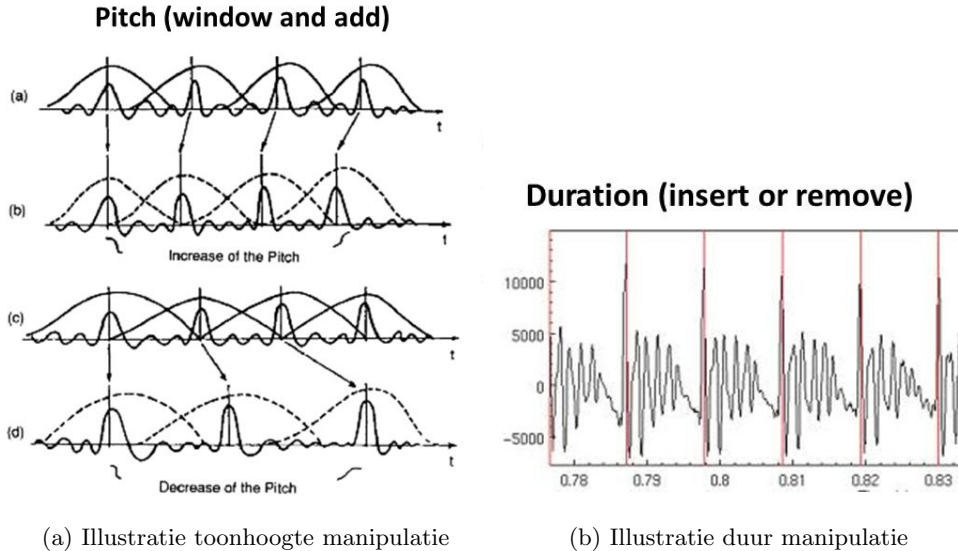 Pitch (window and add)
(a)
t
(b)
t
Increase of the Pitch
(c)
t
(d)
t
Decrease of the Pitch
(a) Illustratie toonhoogte manipulatie
Duration (insert or remove)
10000
5000
0
−5000
0.78 0.79 0.8 0.81 0.82 0.83
(b) Illustratie duur manipulatie